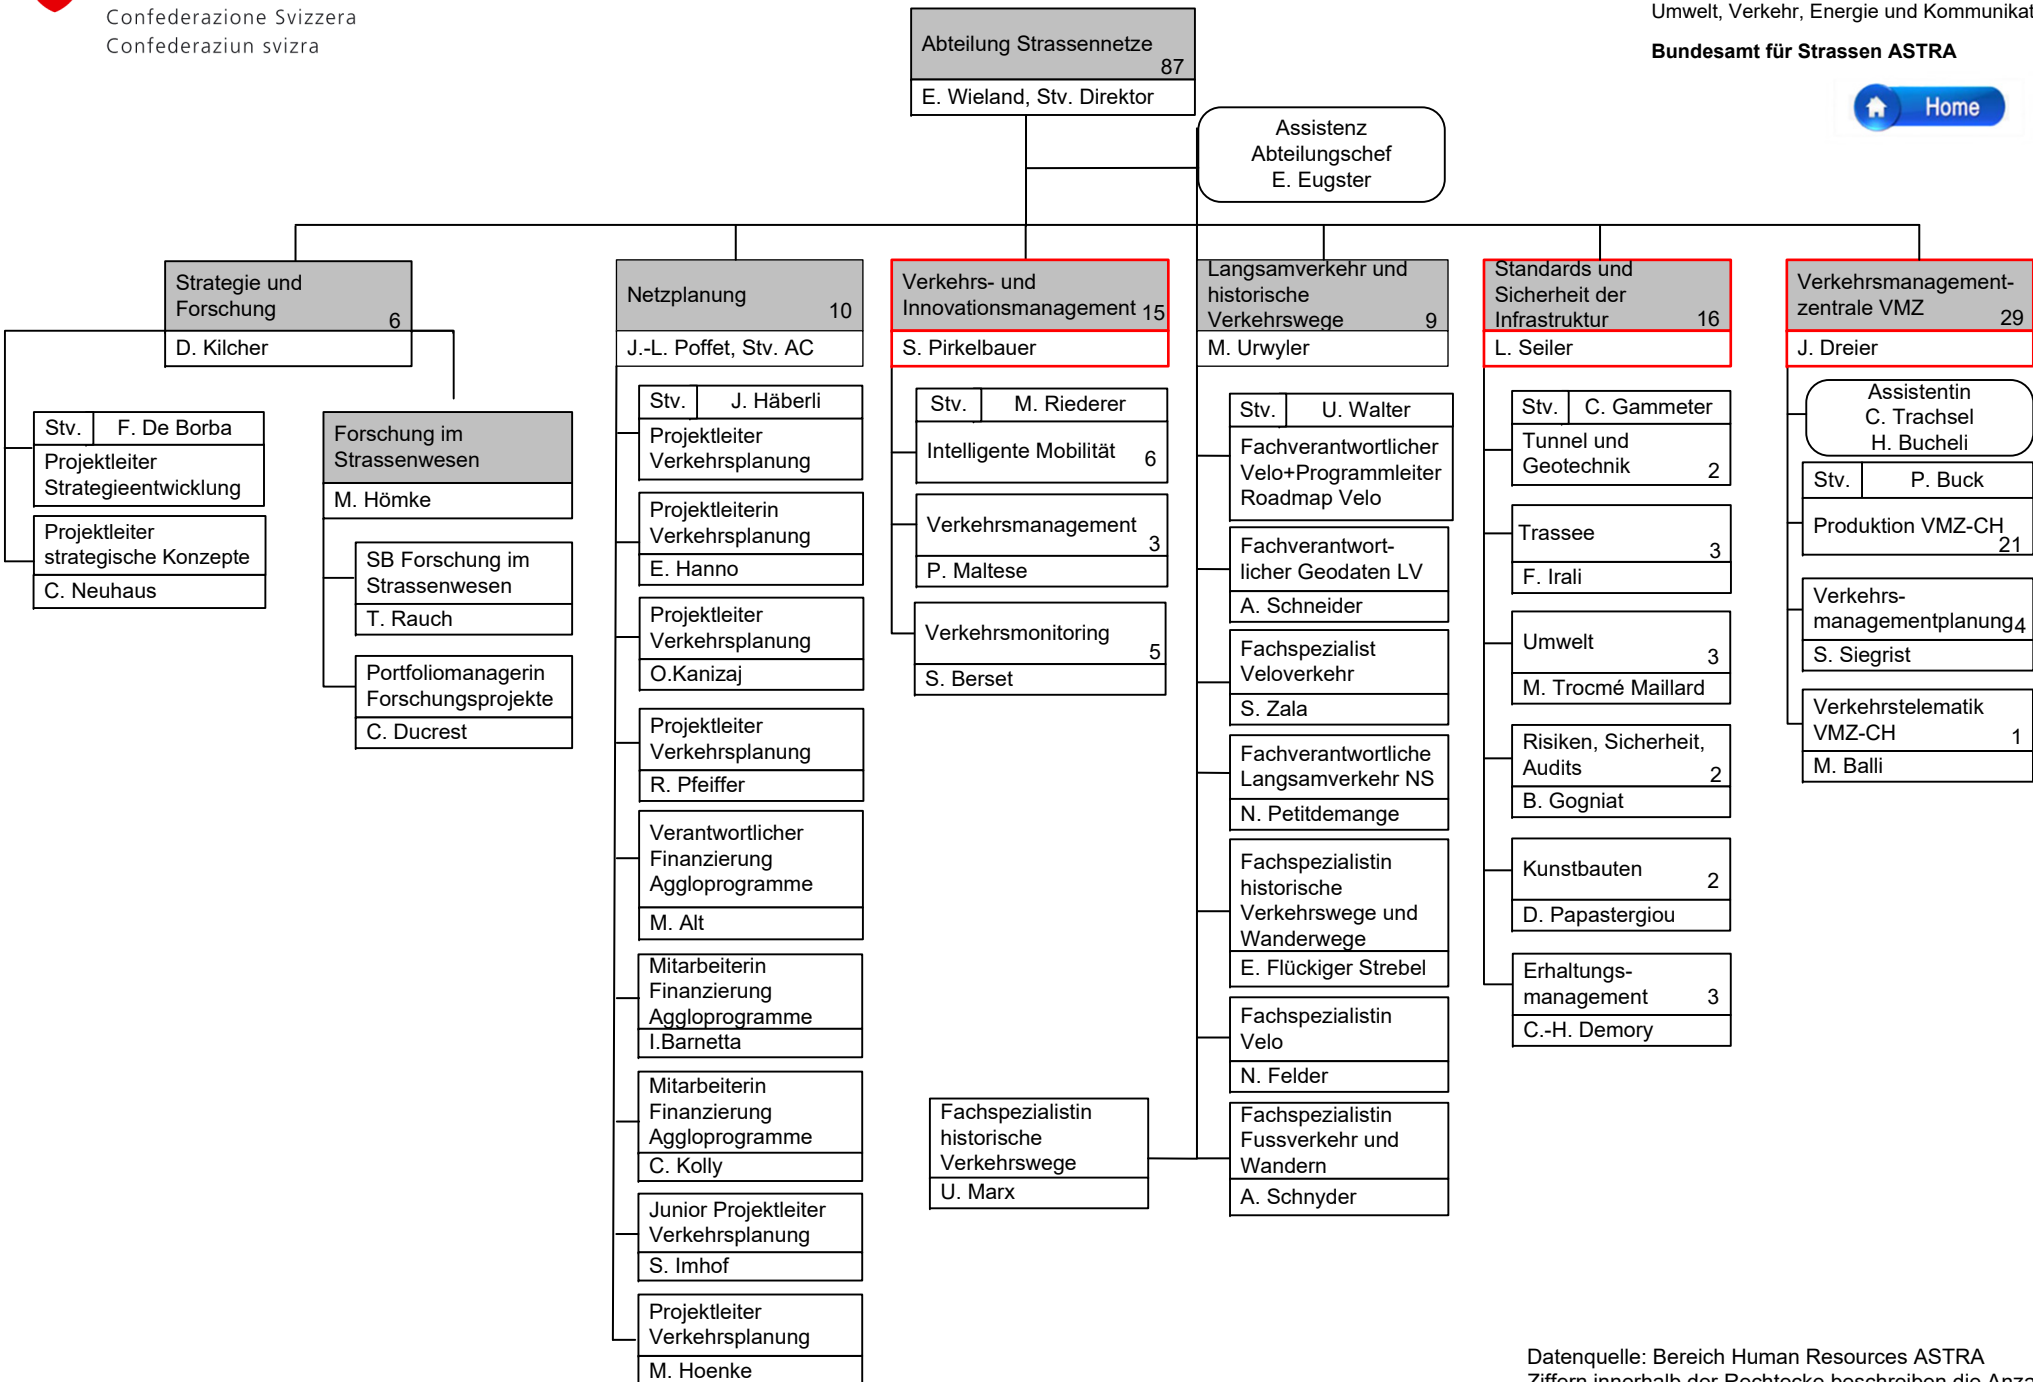 Confederazione Svizzera
Confederaziun svizra
Umwelt, Verkehr, Energie und Kommunikat
Bundesamt für Strassen ASTRA
Home
Abteilung Strassennetze
87
E. Wieland, Stv. Direktor
Assistenz
Abteilungschef
E. Eugster
Strategie und
Forschung
6
D. Kilcher
Stv.
F. De Borba
Projektleiter
Strategieentwicklung
Projektleiter
strategische Konzepte
C. Neuhaus
Forschung im
Strassenwesen
M. Hömke
SB Forschung im
Strassenwesen
T. Rauch
Portfoliomanagerin
Forschungsprojekte
C. Ducrest
Netzplanung
10
J.-L. Poffet, Stv. AC
Stv.
J. Häberli
Projektleiter
Verkehrsplanung
Projektleiterin
Verkehrsplanung
E. Hanno
Projektleiter
Verkehrsplanung
O.Kanizaj
Projektleiter
Verkehrsplanung
R. Pfeiffer
Verantwortlicher
Finanzierung
Aggloprogramme
M. Alt
Mitarbeiterin
Finanzierung
Aggloprogramme
I.Barnetta
Mitarbeiterin
Finanzierung
Aggloprogramme
C. Kolly
Junior Projektleiter
Verkehrsplanung
S. Imhof
Projektleiter
Verkehrsplanung
M. Hoenke
Verkehrs- und
Innovationsmanagement 15
S. Pirkelbauer
Stv.
M. Riederer
Intelligente Mobilität
6
Verkehrsmanagement
3
P. Maltese
Verkehrsmonitoring
5
S. Berset
Langsamverkehr und
historische
Verkehrswege 9
M. Urwyler
Stv.
U. Walter
Fachverantwortlicher
Velo+Programmleiter
Roadmap Velo
Fachverantwort-
licher Geodaten LV
A. Schneider
Fachspezialist
Veloverkehr
S. Zala
Fachverantwortliche
Langsamverkehr NS
N. Petitdemange
Fachspezialistin
historische
Verkehrswege und
Wanderwege
E. Flückiger Strebel
Fachspezialistin
Velo
N. Felder
Fachspezialistin
Fussverkehr und
Wandern
A. Schnyder
Fachspezialistin
historische
Verkehrswege
U. Marx
Standards und
Sicherheit der
Infrastruktur 16
L. Seiler
Stv.
C. Gammeter
Tunnel und
Geotechnik 2
Trassee
3
F. Irali
Umwelt
3
M. Trocmé Maillard
Risiken, Sicherheit,
Audits 2
B. Gogniat
Kunstbauten
2
D. Papastergiou
Erhaltungs-
management 3
C.-H. Demory
Verkehrsmanagement-
zentrale VMZ 29
J. Dreier
Assistentin
C. Trachsel
H. Bucheli
Stv.
P. Buck
Produktion VMZ-CH
21
Verkehrs-
managementplanung4
S. Siegrist
Verkehrstelematik
VMZ-CH 1
M. Balli
Datenquelle: Bereich Human Resources ASTRA
Ziffern innerhalb der Rechtecke beschreiben die Anza